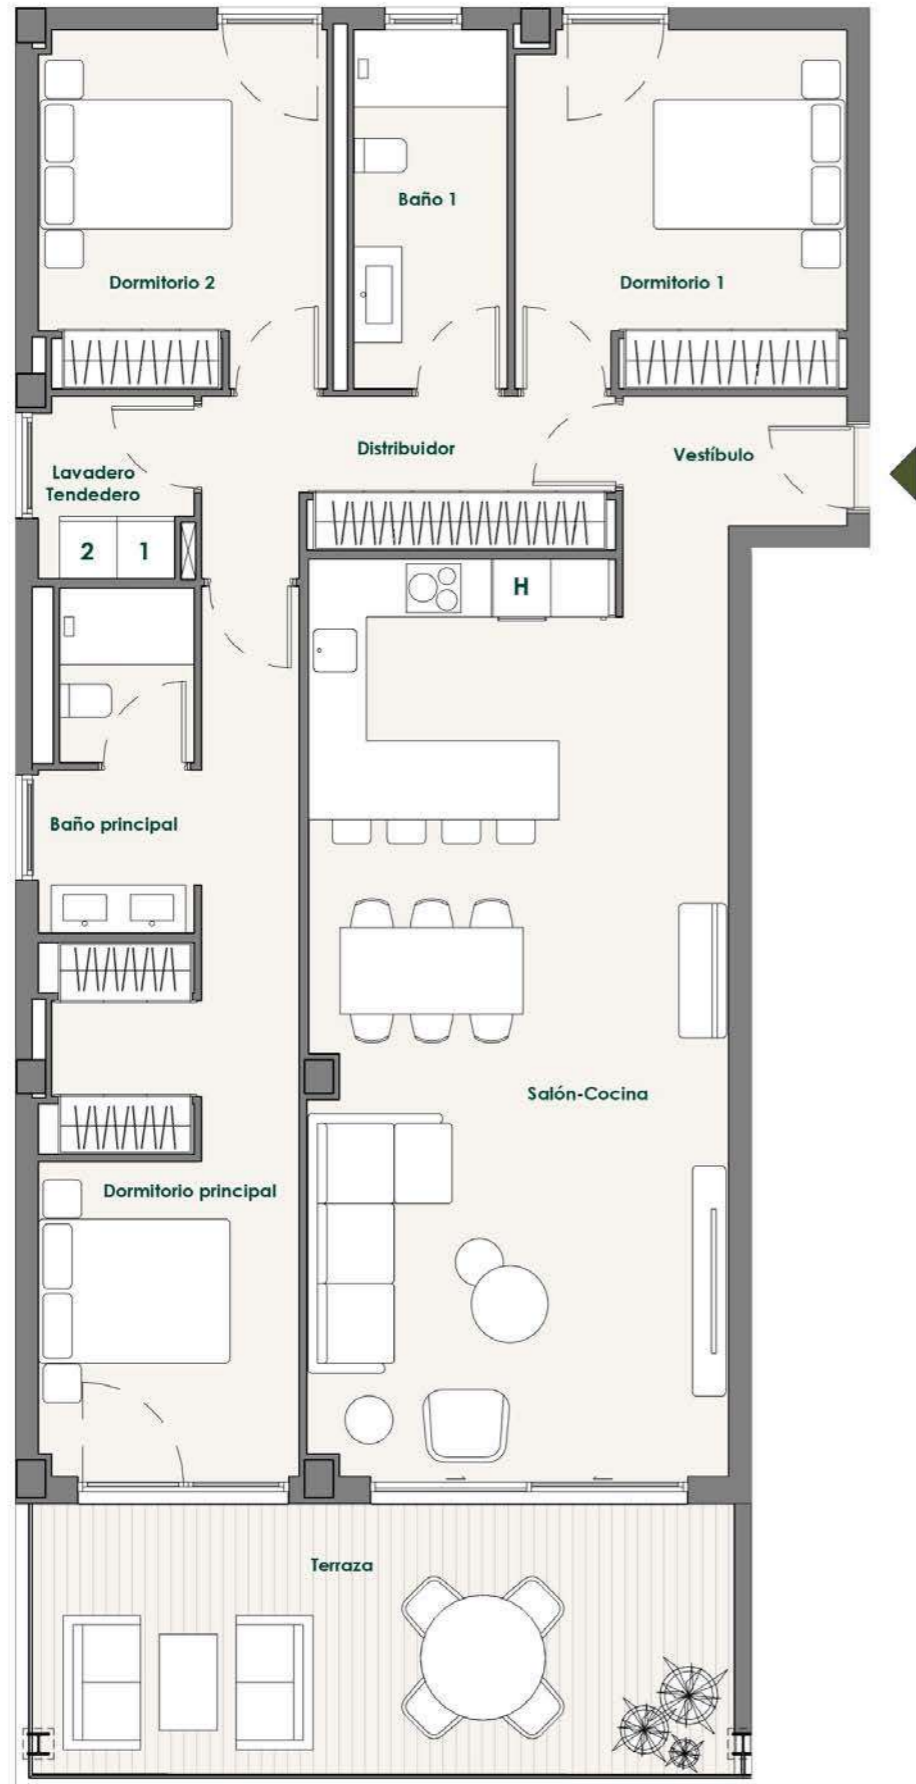 Baño 1
Dormitorio 2
Dormitorio 1
Distribuidor
Vestíbulo
Lavadero
Tendedero
2
1
H
Baño principal
Salón-Cocina
Dormitorio principal
Terraza